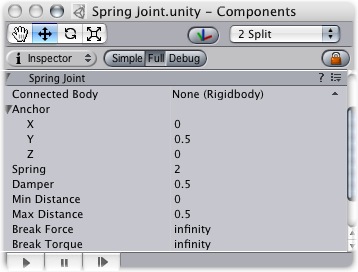 Spring Joint.unity – Components
2 Split
Inspector Simple Full Debug
Spring Joint ?
Connected Body None (Rigidbody)
Anchor
X 0
Y 0.5
Z 0
Spring 2
Damper 0.5
Min Distance 0
Max Distance 0.5
Break Force infinity
Break Torque infinity